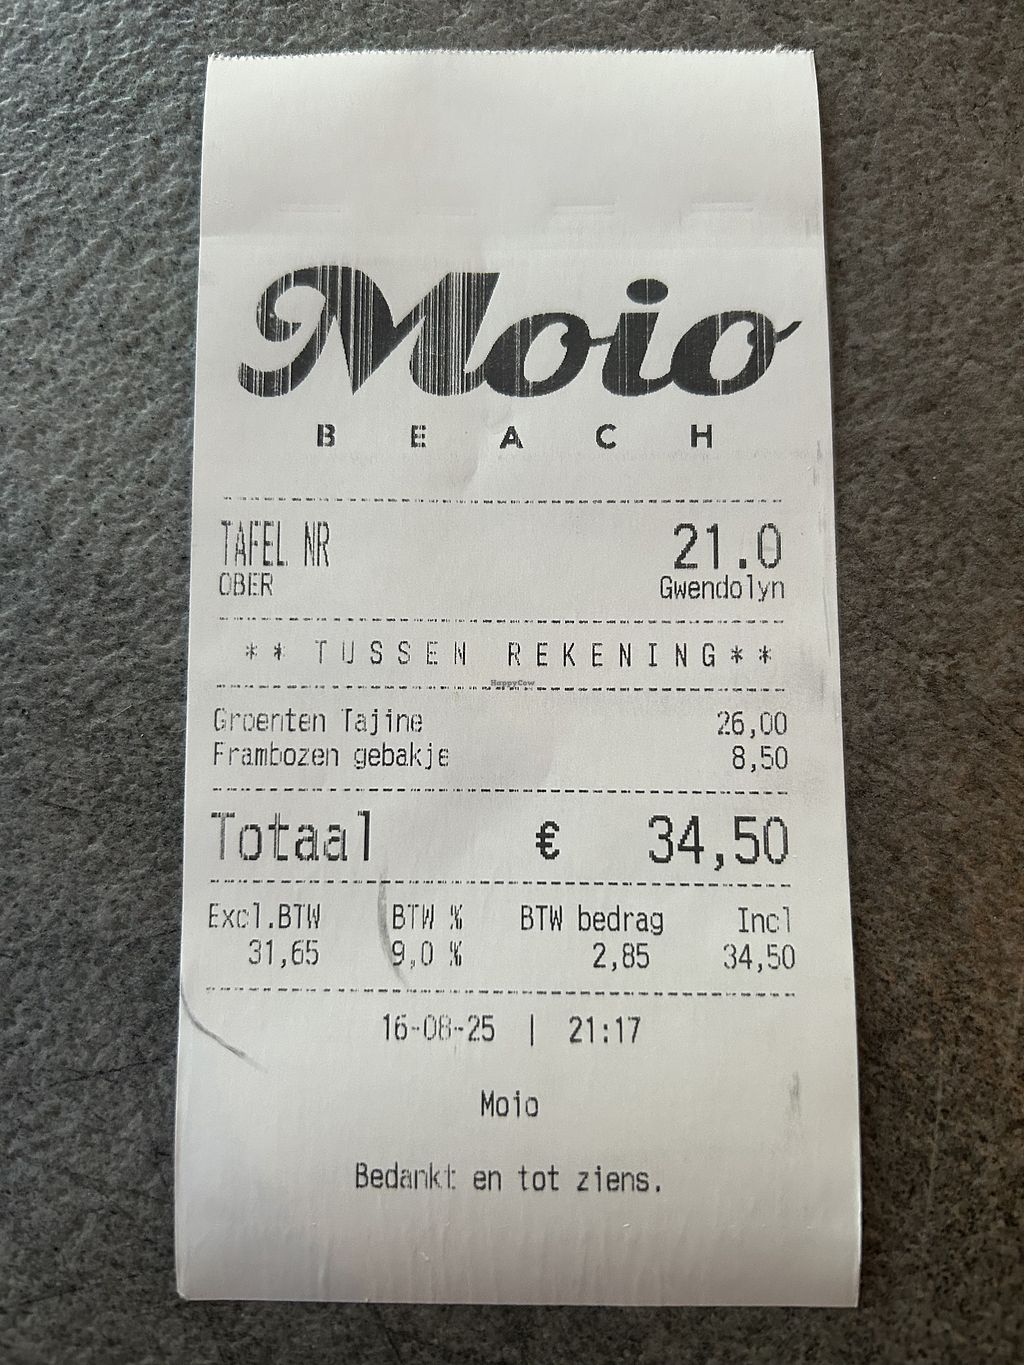 Moio
BEACH
TAFEL NR 21.0
OBER Gwendolyn
** TUSSEN REKENING**
HappyCow
Groenten Tajine 26,00
Frambozen gebakje 8,50
Totaal € 34,50
Excl.BTW BTW % BTW bedrag Incl
31,65 9,0 % 2,85 34,50
16-08-25 | 21:17
Moio
Bedankt en tot ziens.